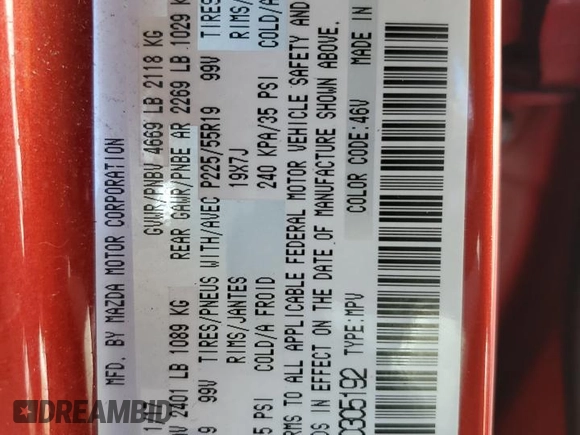 MFD. BY MAZDA MOTOR CORPORATION
GVWR/PNBV 4669 LB 2118 KG
2401 LB 1089 KG REAR GAWR/PNBE AR 2269 LB 1029 KG
99V TIRES/PNEUS WITH/AVEC P225/55R19 99V TIRES
RIMS/JANTES 19X7J RIMS/
PSI COLD/A FROID 240 KPA/35 PSI COLD/A
TO ALL APPLICABLE FEDERAL MOTOR VEHICLE SAFETY AND
IN EFFECT ON THE DATE OF MANUFACTURE SHOWN ABOVE.
305192 TYPE:MPV COLOR CODE:46V MADE IN
DREAMBID